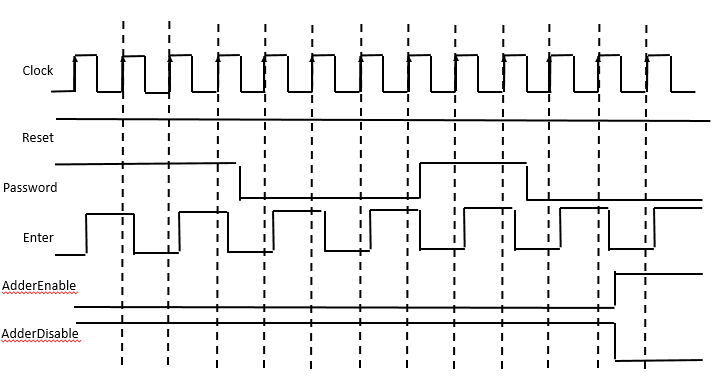 Clock
Reset
Password
Enter
AdderEnable
AdderDisable